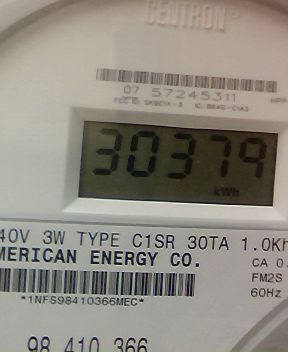 CENTRON®
07 57245311
30379
kWh
40V 3W TYPE C1SR 30TA 1.0Kh
MERICAN ENERGY CO.
CA 0.
FM2S
60Hz
*1NFS98410366MEC*
98 410 366